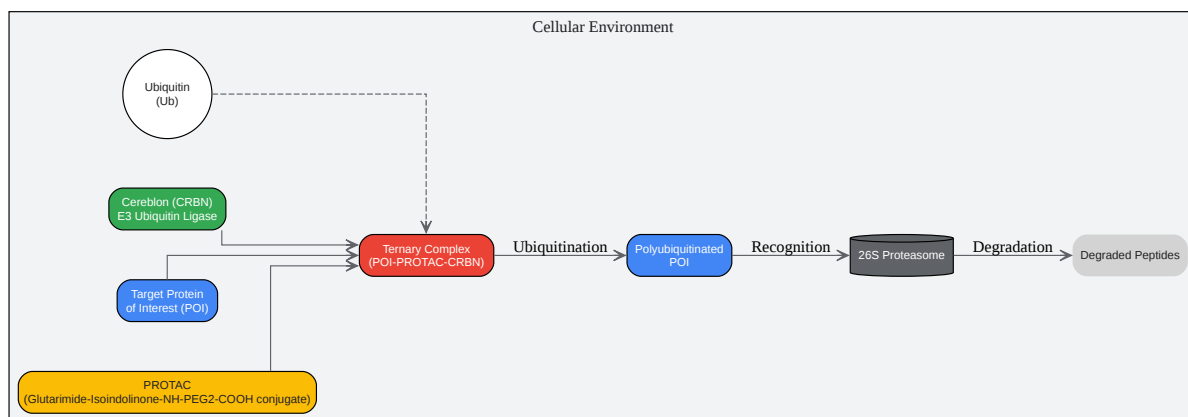 Cellular Environment
Ubiquitin
(Ub)
Cereblon (CRBN)
E3 Ubiquitin Ligase
Target Protein
of Interest (POI)
PROTAC
(Glutarimide-Isoindolinone-NH-PEG2-COOH conjugate)
Ternary Complex
(POI-PROTAC-CRBN)
Ubiquitination
Polyubiquitinated
POI
Recognition
26S Proteasome
Degradation
Degraded Peptides